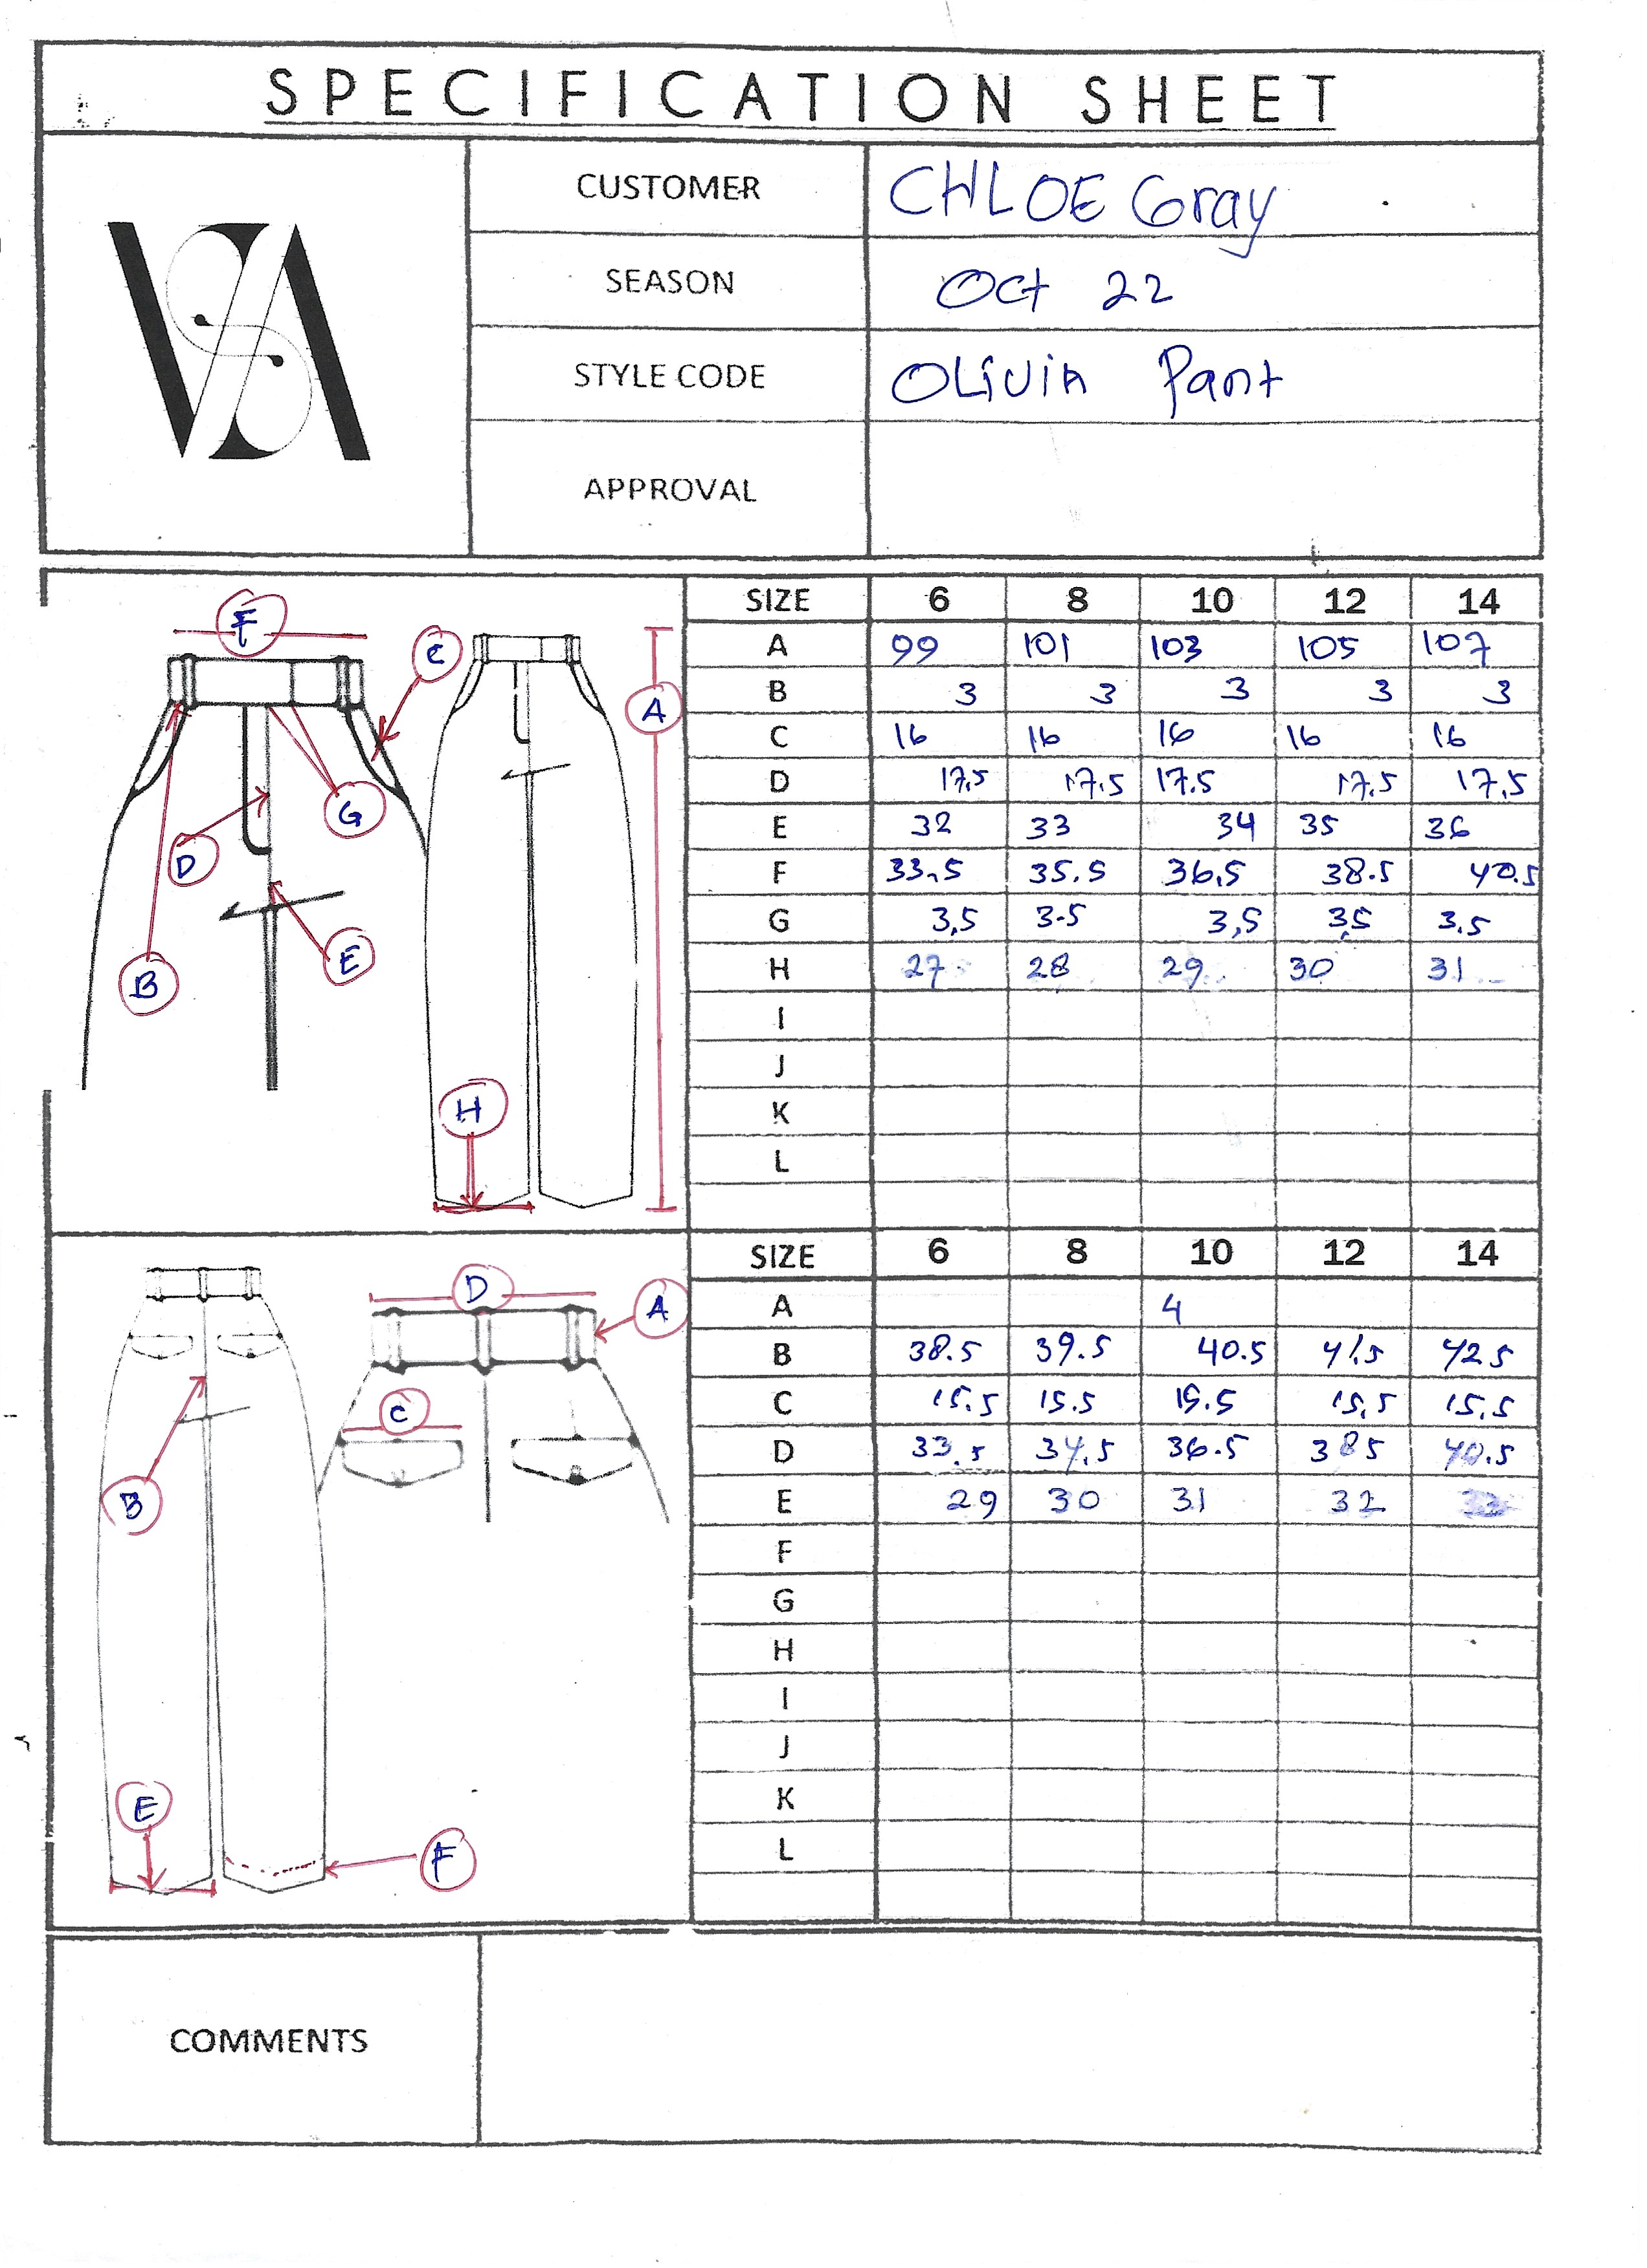 SPECIFICATION SHEET
CUSTOMER CHLOE Gray
SEASON Oct 22
STYLE CODE OLiviA Pant
APPROVAL
SIZE 6 8 10 12 14
A 99 101 103 105 107
B 3 3 3 3 3
C 16 16 16 16 16
D 17.5 17.5 17.5 17.5 17.5
E 32 33 34 35 36
F 33.5 35.5 36.5 38.5 40.5
G 3,5 3.5 3,5 3,5 3.5
H 27 28 29 30 31
I
J
K
L
F
C
A
G
D
E
B
H
SIZE 6 8 10 12 14
A 4
B 38.5 39.5 40.5 41.5 42 5
C 15.5 15.5 15.5 15.5 15.5
D 33.5 34.5 36.5 38 5 40.5
E 29 30 31 32
F
G
H
I
J
K
L
D
A
C
B
E
F
COMMENTS